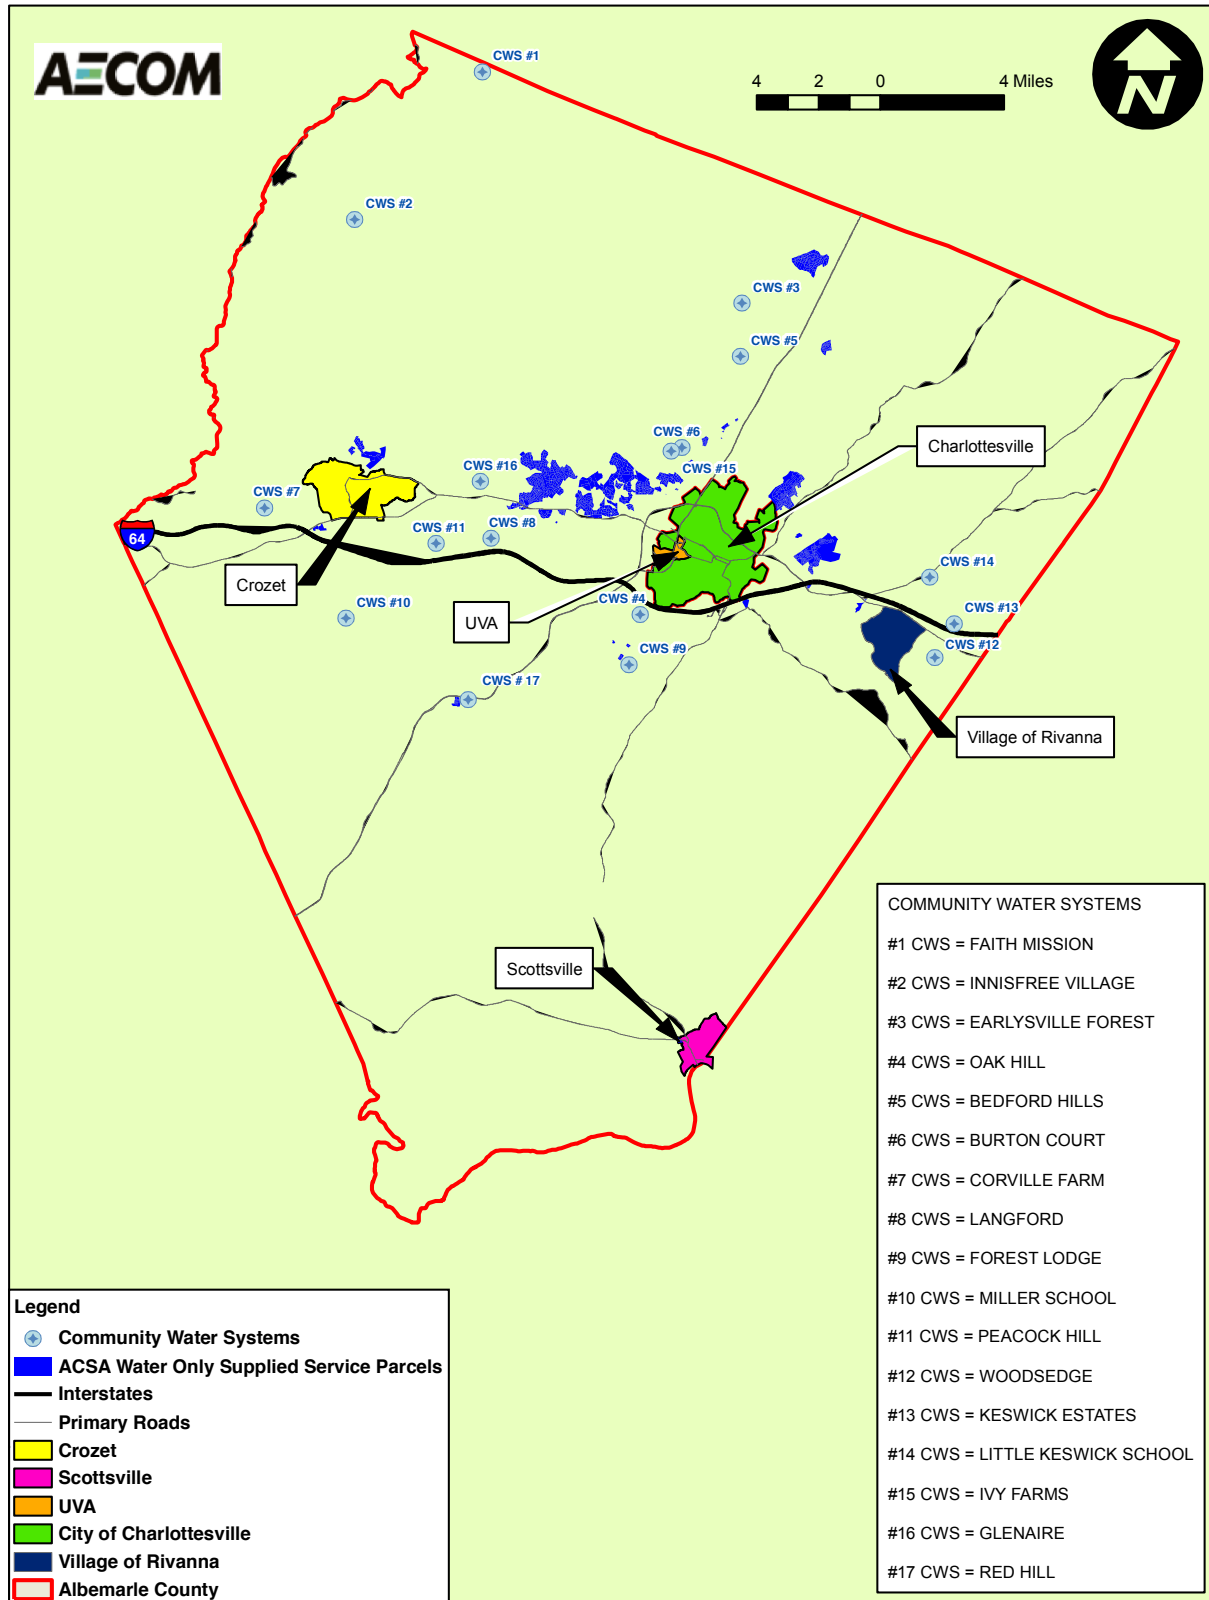 AECOM
4 2 0 4 Miles
N
CWS #1
CWS #2
CWS #3
CWS #5
CWS #6
CWS #15
CWS #16
Charlottesville
CWS #7
CWS #11
CWS #8
64
Crozet
CWS #14
CWS #10
CWS #4
UVA
CWS #13
CWS #12
CWS #9
CWS # 17
Village of Rivanna
Scottsville
COMMUNITY WATER SYSTEMS
#1 CWS = FAITH MISSION
#2 CWS = INNISFREE VILLAGE
#3 CWS = EARLYSVILLE FOREST
#4 CWS = OAK HILL
#5 CWS = BEDFORD HILLS
#6 CWS = BURTON COURT
#7 CWS = CORVILLE FARM
#8 CWS = LANGFORD
#9 CWS = FOREST LODGE
#10 CWS = MILLER SCHOOL
#11 CWS = PEACOCK HILL
#12 CWS = WOODSEDGE
#13 CWS = KESWICK ESTATES
#14 CWS = LITTLE KESWICK SCHOOL
#15 CWS = IVY FARMS
#16 CWS = GLENAIRE
#17 CWS = RED HILL
Legend
Community Water Systems
ACSA Water Only Supplied Service Parcels
Interstates
Primary Roads
Crozet
Scottsville
UVA
City of Charlottesville
Village of Rivanna
Albemarle County